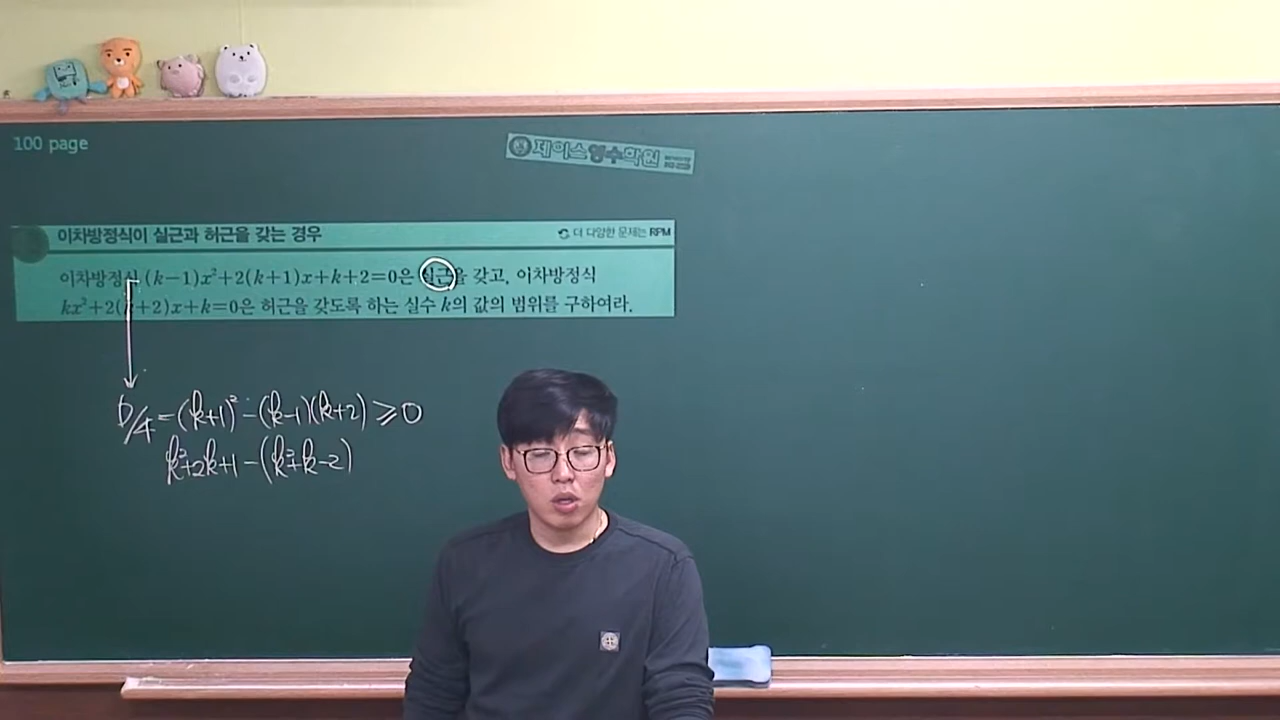 100 page
제이스영수학원
이차방정식이 실근과 허근을 갖는 경우
더 다양한 문제는 RPM
이차방정식 (k-1)x²+2(k+1)x+k+2=0은 실근을 갖고, 이차방정식
kx²+2(k+2)x+k=0은 허근을 갖도록 하는 실수 k의 값의 범위를 구하여라.
D/4=(k+1)²-(k-1)(k+2)≥0
k²+2k+1-(k²+k-2)